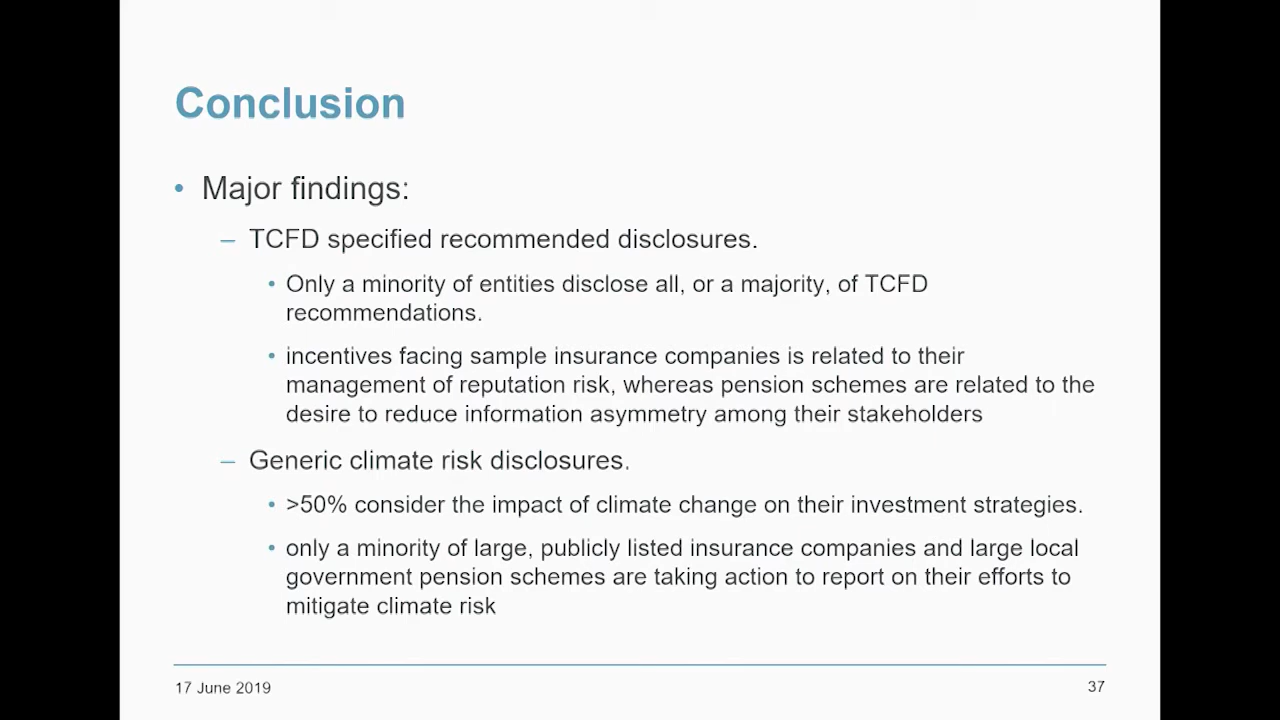 Conclusion
• Major findings:
– TCFD specified recommended disclosures.
• Only a minority of entities disclose all, or a majority, of TCFD
recommendations.
• incentives facing sample insurance companies is related to their
management of reputation risk, whereas pension schemes are related to the
desire to reduce information asymmetry among their stakeholders
– Generic climate risk disclosures.
• >50% consider the impact of climate change on their investment strategies.
• only a minority of large, publicly listed insurance companies and large local
government pension schemes are taking action to report on their efforts to
mitigate climate risk
17 June 2019
37